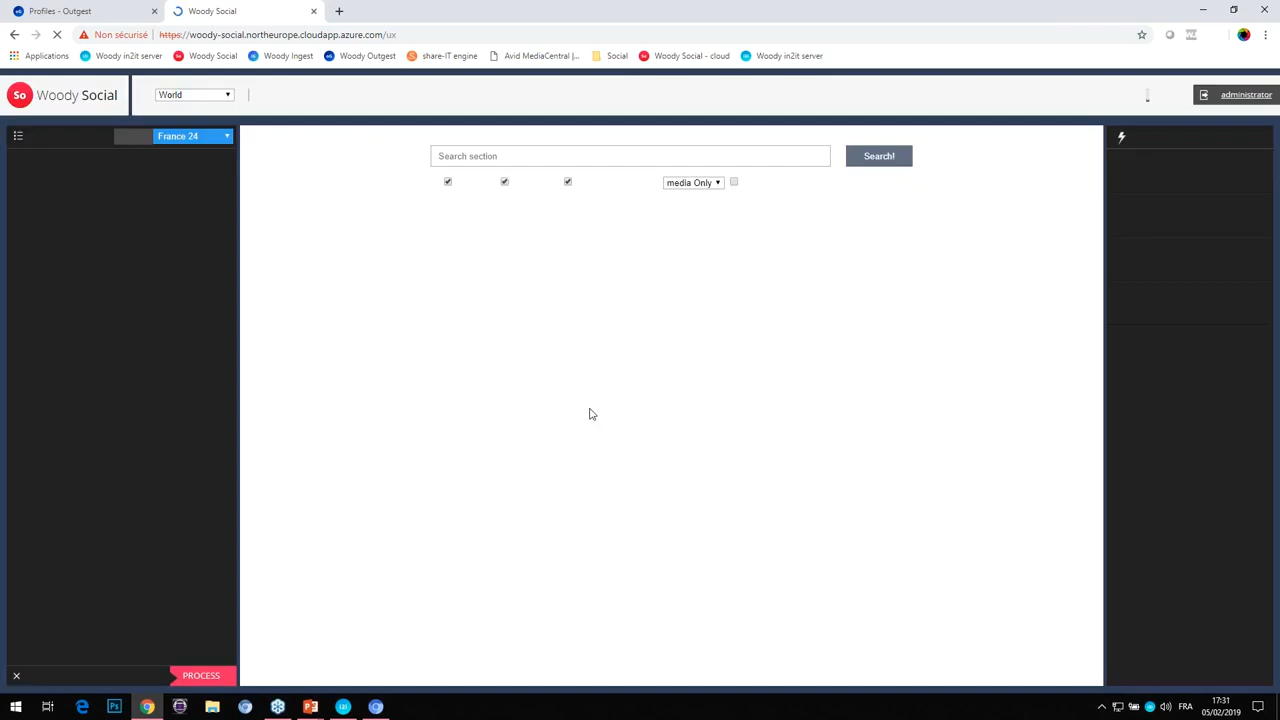 Profiles - Outgest
Woody Social
Non sécurisé
https://woody-social.northeurope.cloudapp.azure.com/ux
Applications
Woody in2it server
Woody Social
Woody Ingest
Woody Outgest
share-IT engine
Avid MediaCentral |...
Social
Woody Social - cloud
Woody in2it server
So Woody Social
World
administrator
France 24
Search section
Search!
media Only
PROCESS
FR
17:31
05/02/2019